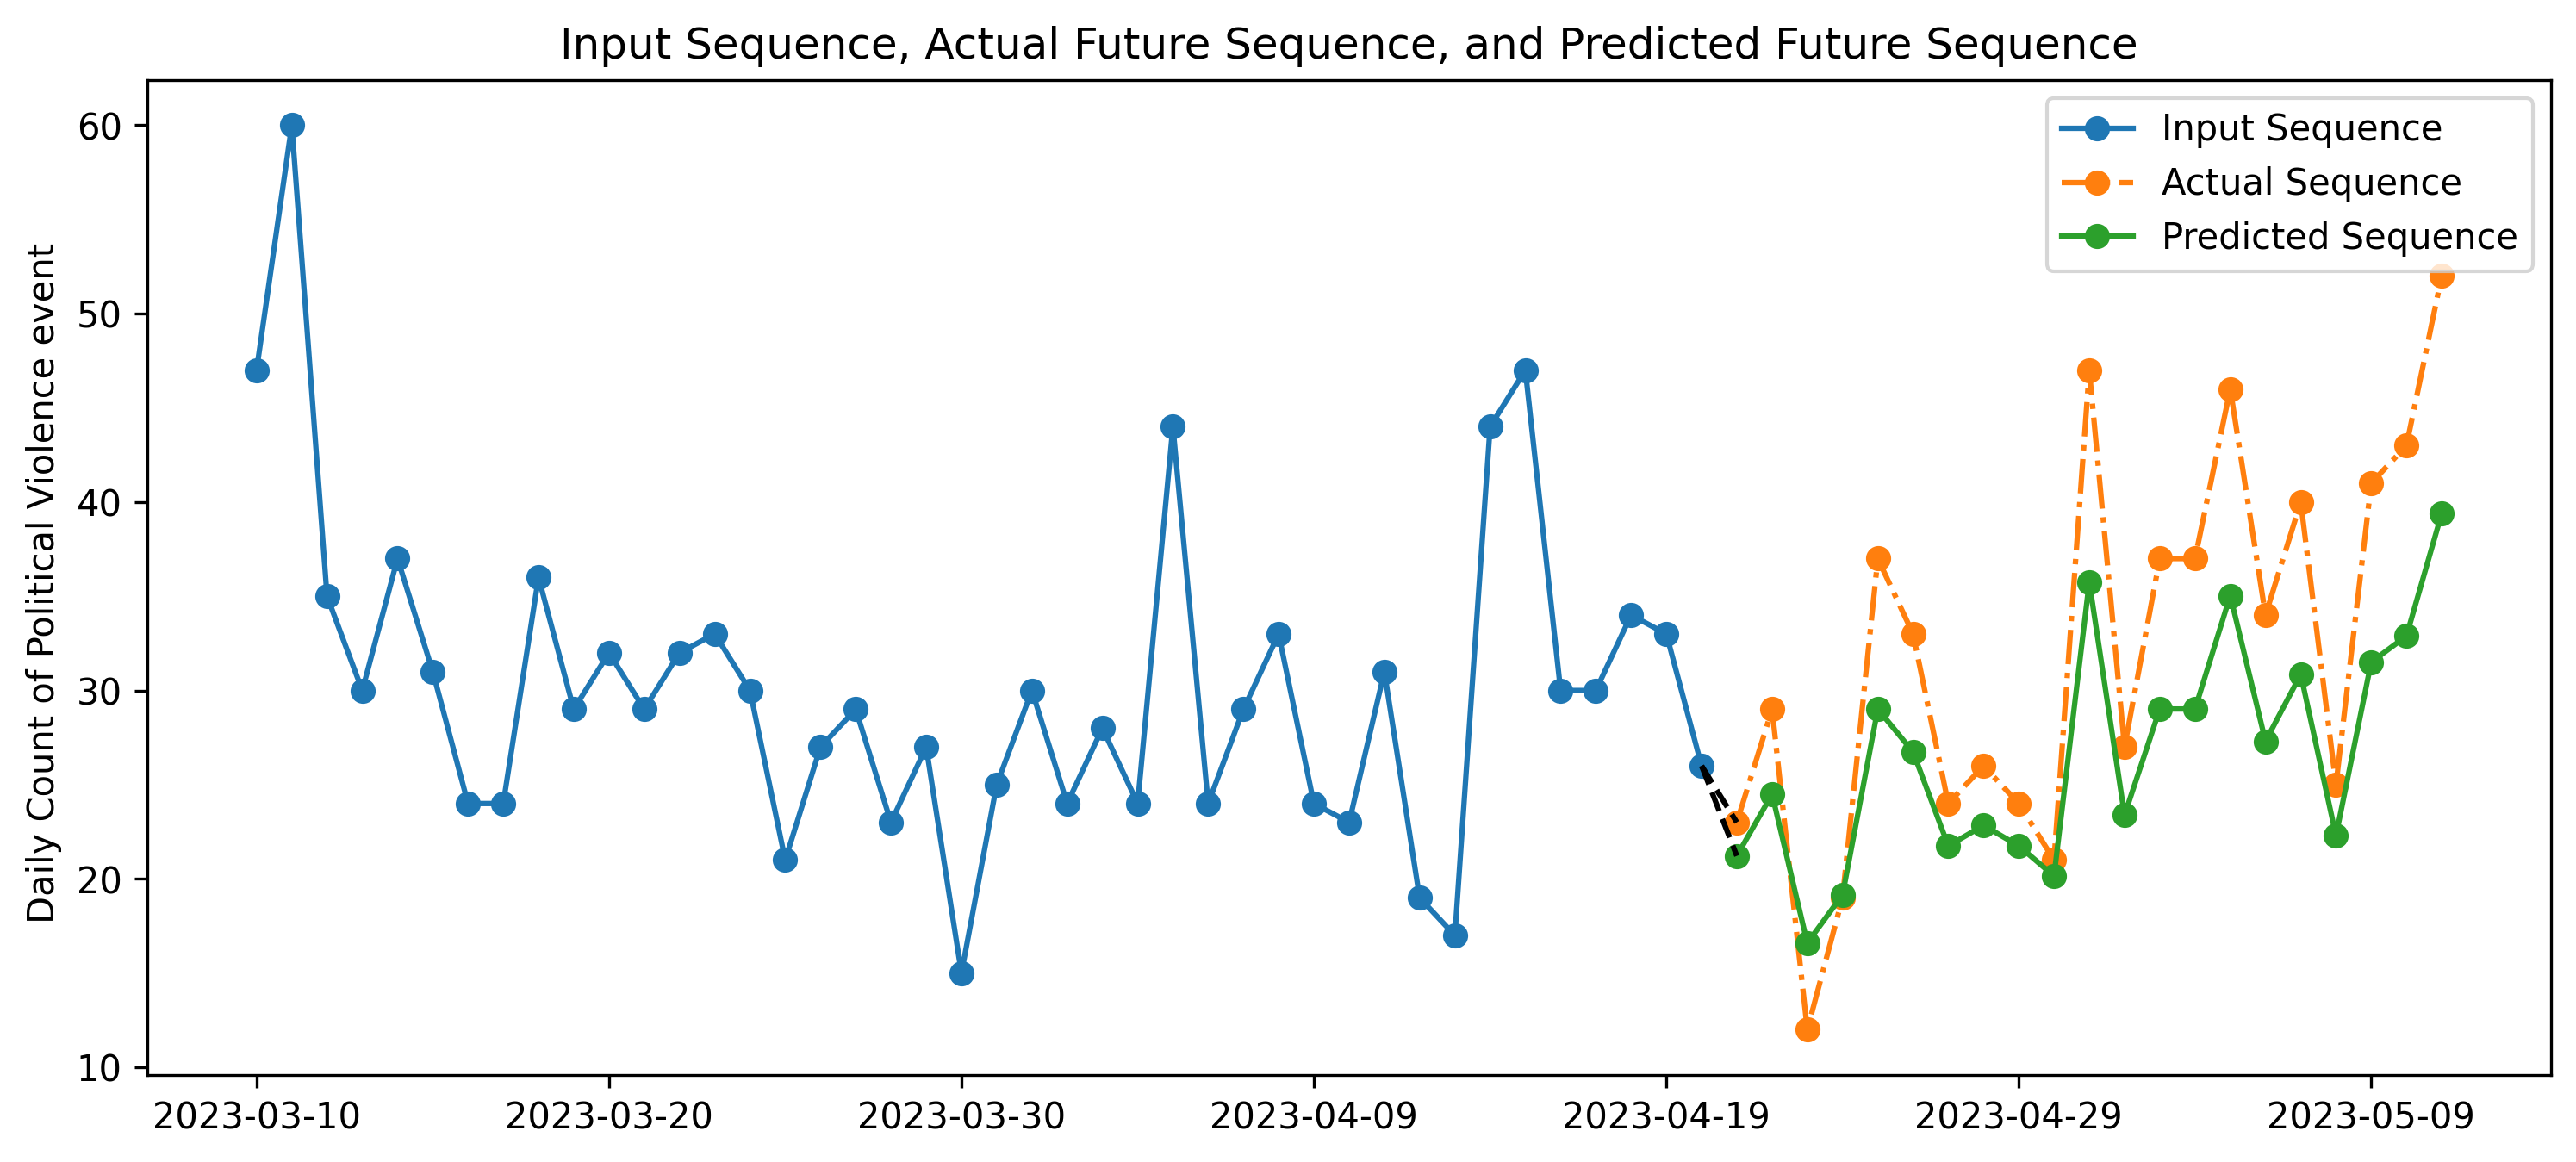 Input Sequence, Actual Future Sequence, and Predicted Future Sequence
Daily Count of Political Violence event
60
50
40
30
20
10
Input Sequence
Actual Sequence
Predicted Sequence
2023-03-10
2023-03-20
2023-03-30
2023-04-09
2023-04-19
2023-04-29
2023-05-09